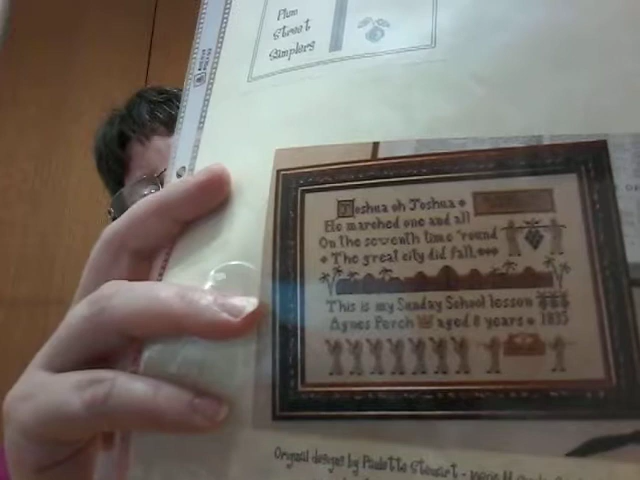 Plum
Street
Samplers
Joshua oh Joshua
He marched one and all
On the seventh time 'round
The great city did fall
This is my Sunday School lesson
Agnes Perch aged 8 years 1835
Original designs by Paulette Stewart -